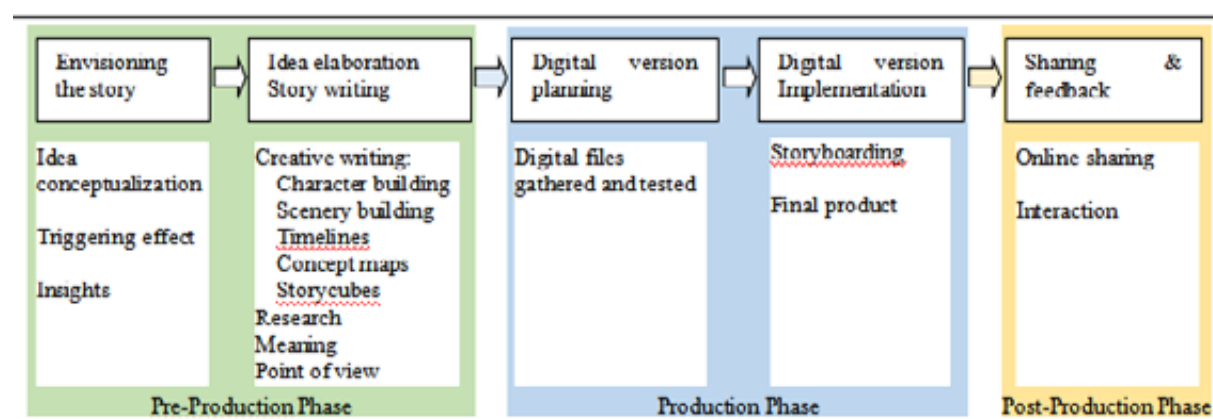 Envisioning
the story
Idea elaboration
Story writing
Digital version
planning
Digital version
Implementation
Sharing &
feedback
Idea
conceptualization
Triggering effect
Insights
Creative writing:
Character building
Scenery building
Timelines
Concept maps
Storycubes
Research
Meaning
Point of view
Digital files
gathered and tested
Storyboarding
Final product
Online sharing
Interaction
Pre-Production Phase
Production Phase
Post-Production Phase